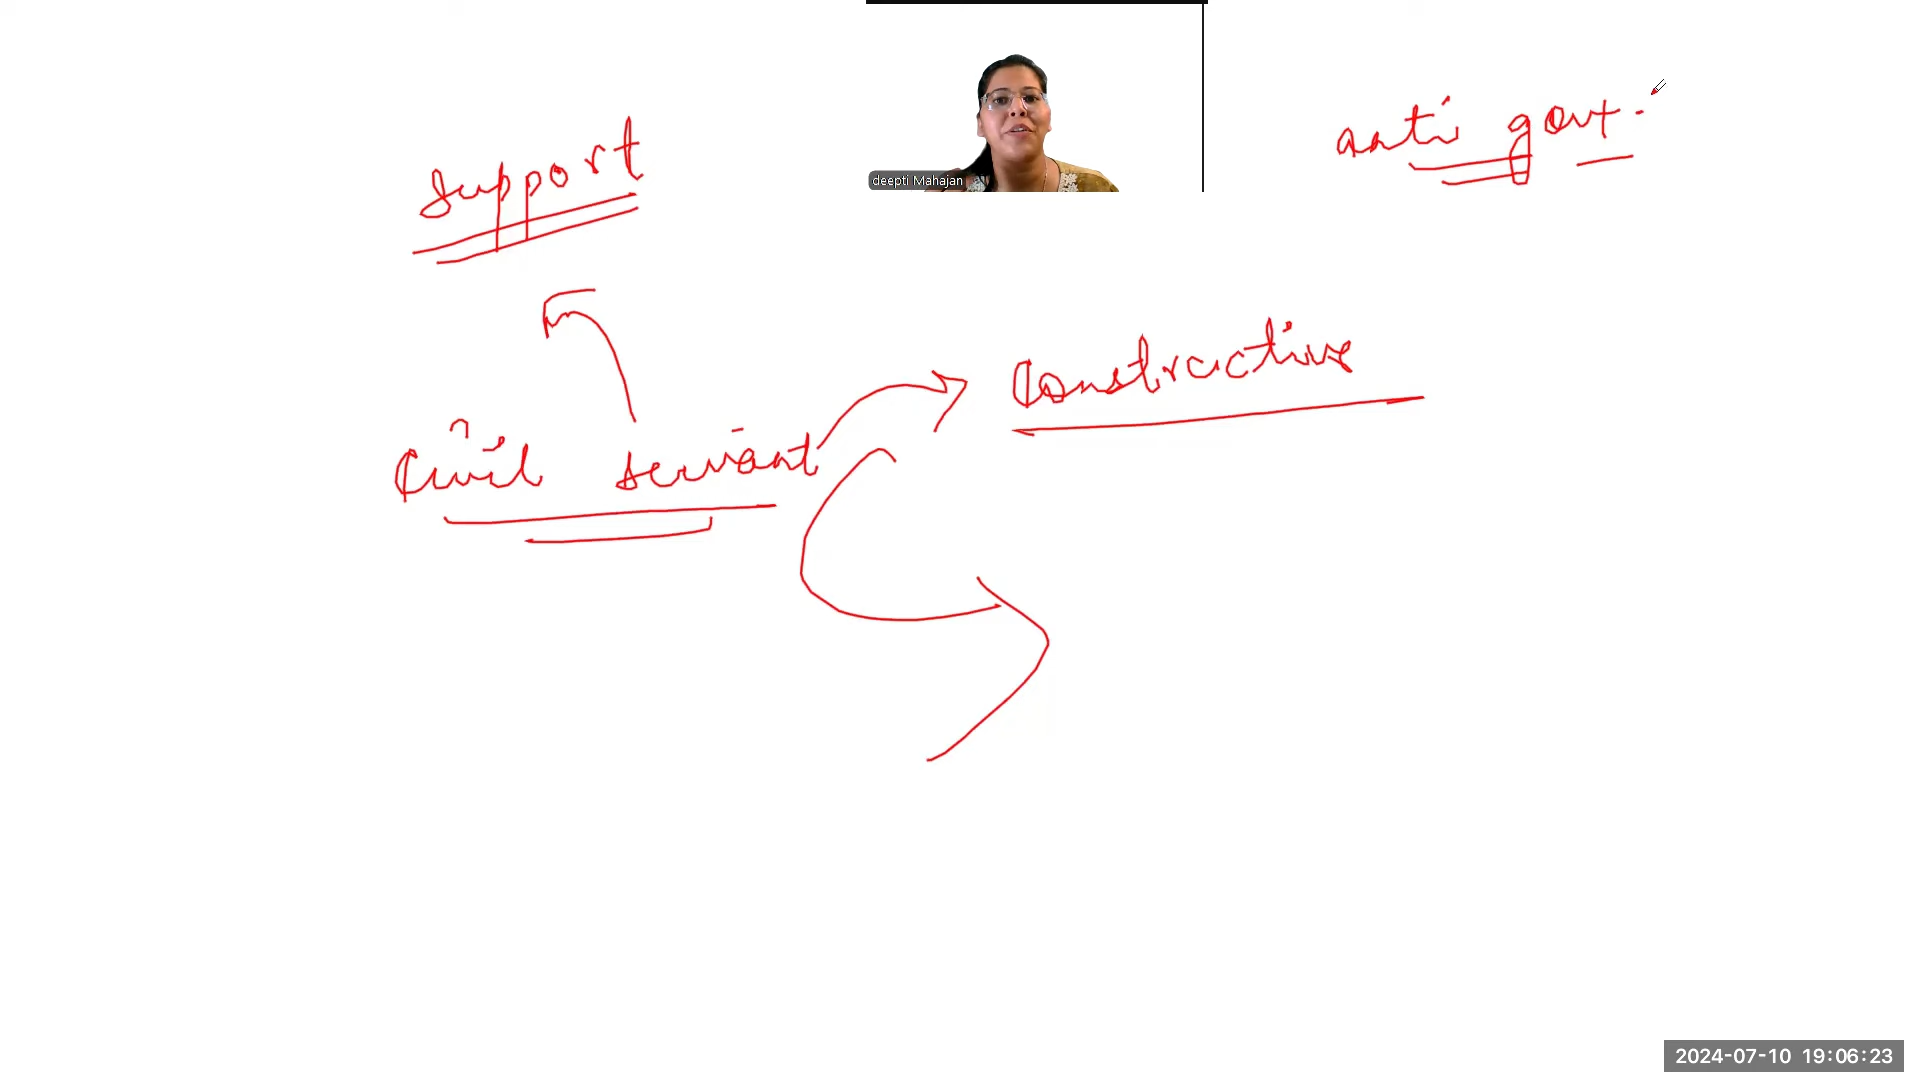 support
deepti Mahajan
anti govt.
Constructive
Civil servant
2024-07-10 19:06:23